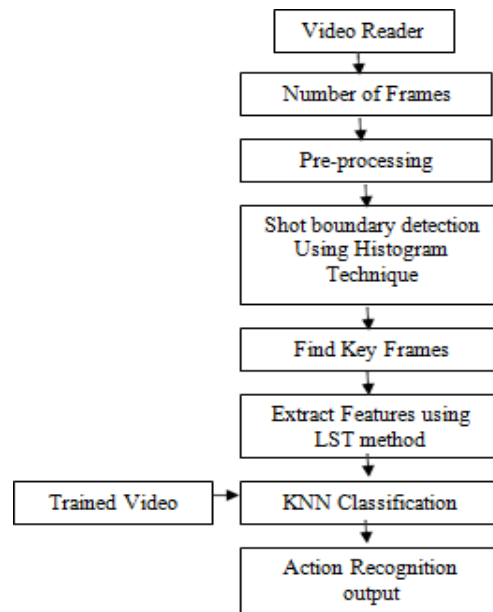 Video Reader
Number of Frames
Pre-processing
Shot boundary detection
Using Histogram
Technique
Find Key Frames
Extract Features using
LST method
Trained Video
KNN Classification
Action Recognition
output